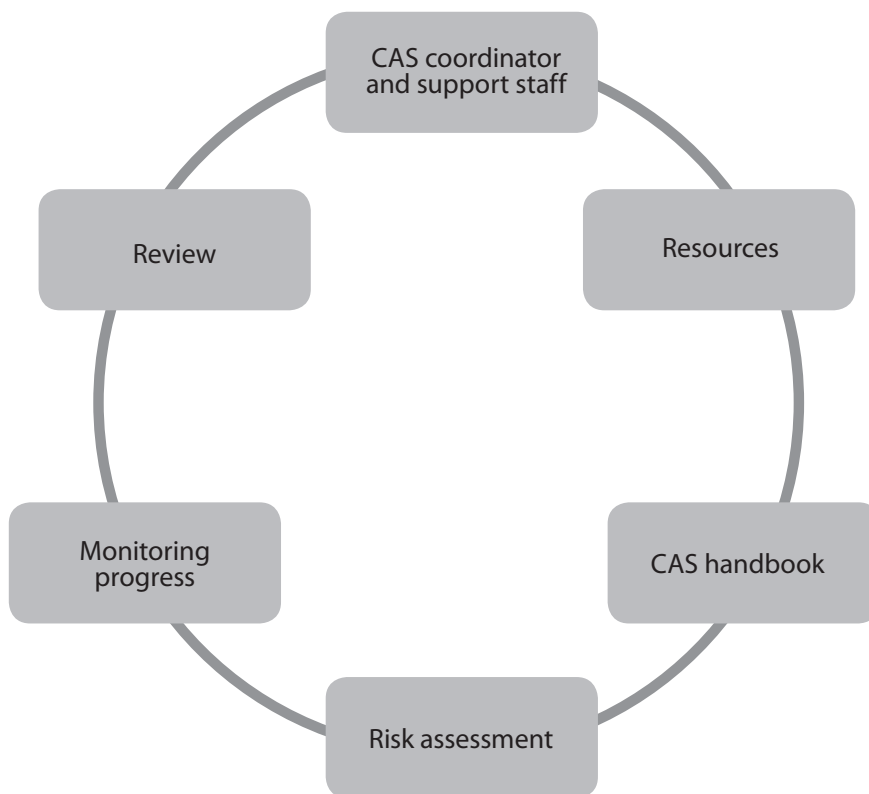 CAS coordinator
and support staff
Review
Resources
Monitoring
progress
CAS handbook
Risk assessment